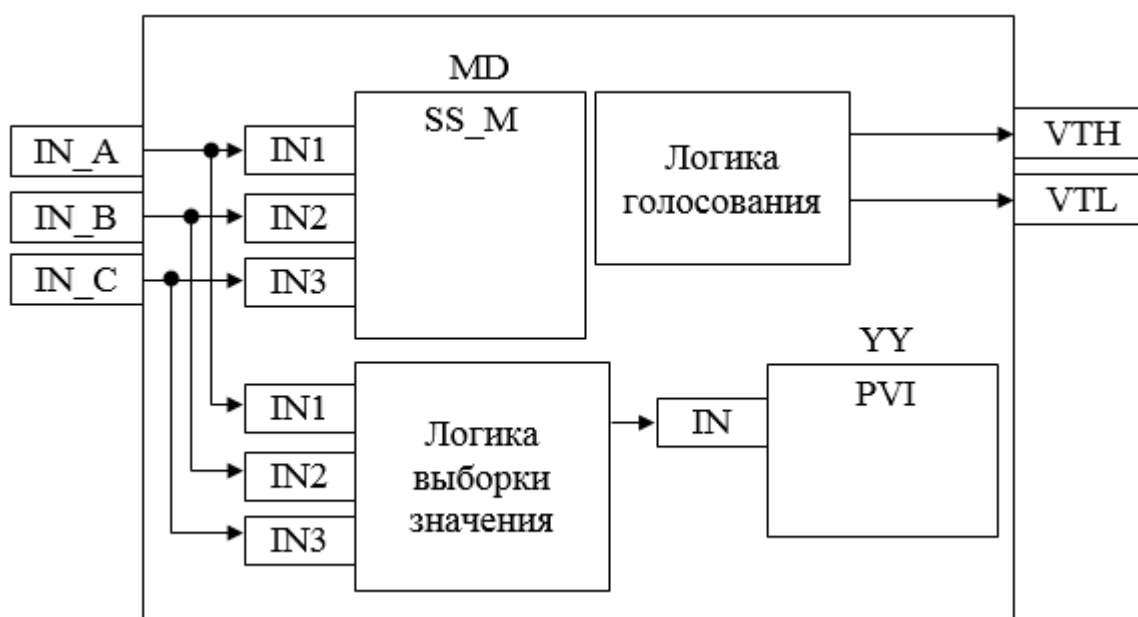 MD
SS_M
IN_A
IN_B
IN_C
IN1
IN2
IN3
Логика
голосования
VTH
VTL
IN1
IN2
IN3
Логика
выборки
значения
IN
YY
PVI